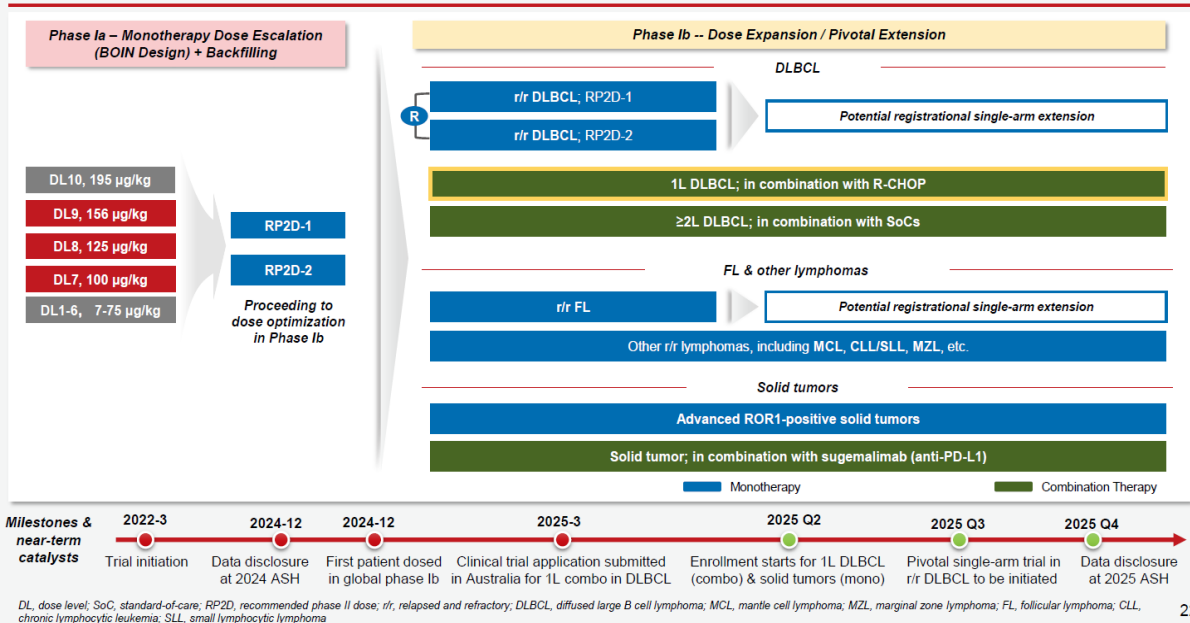 Phase Ia – Monotherapy Dose Escalation
(BOIN Design) + Backfilling
DL10, 195 µg/kg
DL9, 156 µg/kg
DL8, 125 µg/kg
DL7, 100 µg/kg
DL1-6, 7-75 µg/kg
RP2D-1
RP2D-2
Proceeding to
dose optimization
in Phase Ib
Phase Ib -- Dose Expansion / Pivotal Extension
DLBCL
R
r/r DLBCL; RP2D-1
r/r DLBCL; RP2D-2
Potential registrational single-arm extension
1L DLBCL; in combination with R-CHOP
≥2L DLBCL; in combination with SoCs
FL & other lymphomas
r/r FL
Potential registrational single-arm extension
Other r/r lymphomas, including MCL, CLL/SLL, MZL, etc.
Solid tumors
Advanced ROR1-positive solid tumors
Solid tumor; in combination with sugemalimab (anti-PD-L1)
Monotherapy
Combination Therapy
Milestones &
near-term
catalysts
2022-3
Trial initiation
2024-12
Data disclosure
at 2024 ASH
2024-12
First patient dosed
in global phase Ib
2025-3
Clinical trial application submitted
in Australia for 1L combo in DLBCL
2025 Q2
Enrollment starts for 1L DLBCL
(combo) & solid tumors (mono)
2025 Q3
Pivotal single-arm trial in
r/r DLBCL to be initiated
2025 Q4
Data disclosure
at 2025 ASH
DL, dose level; SoC, standard-of-care; RP2D, recommended phase II dose; r/r, relapsed and refractory; DLBCL, diffused large B cell lymphoma; MCL, mantle cell lymphoma; MZL, marginal zone lymphoma; FL, follicular lymphoma; CLL,
chronic lymphocytic leukemia; SLL, small lymphocytic lymphoma